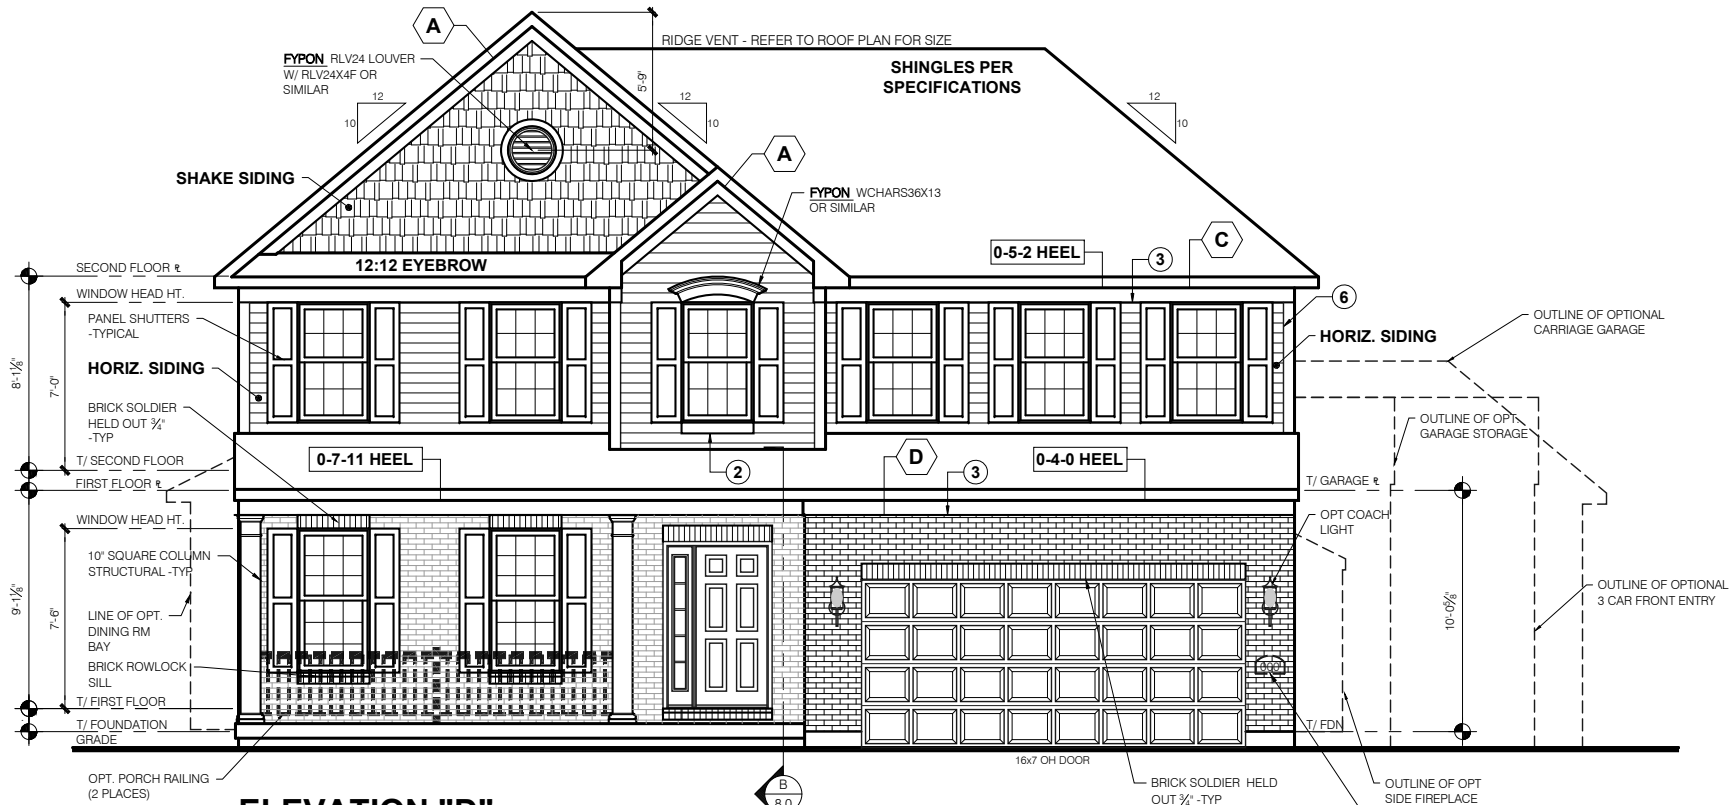 A
RIDGE VENT - REFER TO ROOF PLAN FOR SIZE
FYPON RLV24 LOUVER
W/ RLV24X4F OR
SIMILAR
5'-9"
SHINGLES PER
SPECIFICATIONS
12
10
12
10
12
10
A
SHAKE SIDING
FYPON WCHARS36X13
OR SIMILAR
C
0-5-2 HEEL
3
12:12 EYEBROW
SECOND FLOOR ℄
WINDOW HEAD HT.
6
PANEL SHUTTERS
-TYPICAL
OUTLINE OF OPTIONAL
CARRIAGE GARAGE
HORIZ. SIDING
HORIZ. SIDING
8'-1⅛"
7'-0"
BRICK SOLDIER
HELD OUT ¾"
-TYP
OUTLINE OF OPT
GARAGE STORAGE
T/ SECOND FLOOR
0-7-11 HEEL
2
D
3
0-4-0 HEEL
FIRST FLOOR ℄
T/ GARAGE ℄
WINDOW HEAD HT.
OPT COACH
LIGHT
10" SQUARE COLUMN
STRUCTURAL -TYP
9'-1⅛"
7'-6"
LINE OF OPT.
DINING RM
BAY
OUTLINE OF OPTIONAL
3 CAR FRONT ENTRY
10'-0⅝"
BRICK ROWLOCK
SILL
000
T/ FIRST FLOOR
T/ FOUNDATION
GRADE
T/ FDN
16x7 OH DOOR
OPT. PORCH RAILING
(2 PLACES)
B
8.0
BRICK SOLDIER HELD
OUT ¾" -TYP
OUTLINE OF OPT
SIDE FIREPLACE
ELEVATION "D"